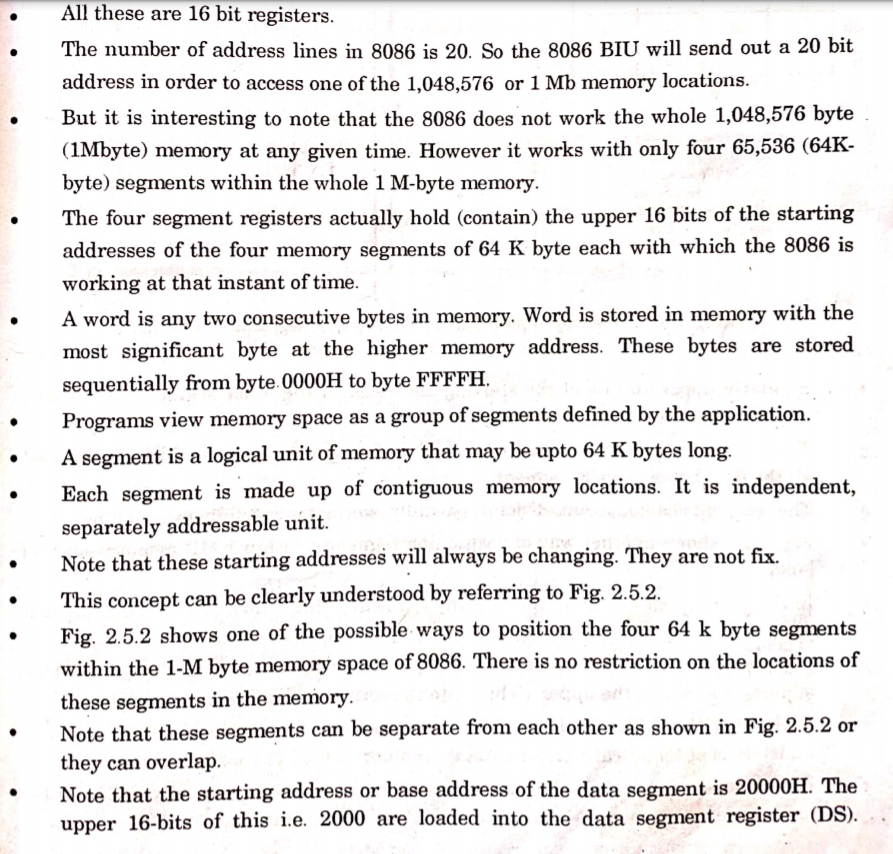 • All these are 16 bit registers.
• The number of address lines in 8086 is 20. So the 8086 BIU will send out a 20 bit
address in order to access one of the 1,048,576 or 1 Mb memory locations.
• But it is interesting to note that the 8086 does not work the whole 1,048,576 byte
(1Mbyte) memory at any given time. However it works with only four 65,536 (64K-
byte) segments within the whole 1 M-byte memory.
• The four segment registers actually hold (contain) the upper 16 bits of the starting
addresses of the four memory segments of 64 K byte each with which the 8086 is
working at that instant of time.
• A word is any two consecutive bytes in memory. Word is stored in memory with the
most significant byte at the higher memory address. These bytes are stored
sequentially from byte 0000H to byte FFFFH.
• Programs view memory space as a group of segments defined by the application.
• A segment is a logical unit of memory that may be upto 64 K bytes long.
• Each segment is made up of contiguous memory locations. It is independent,
separately addressable unit.
• Note that these starting addresses will always be changing. They are not fix.
• This concept can be clearly understood by referring to Fig. 2.5.2.
• Fig. 2.5.2 shows one of the possible ways to position the four 64 k byte segments
within the 1-M byte memory space of 8086. There is no restriction on the locations of
these segments in the memory.
• Note that these segments can be separate from each other as shown in Fig. 2.5.2 or
they can overlap.
• Note that the starting address or base address of the data segment is 20000H. The
upper 16-bits of this i.e. 2000 are loaded into the data segment register (DS).